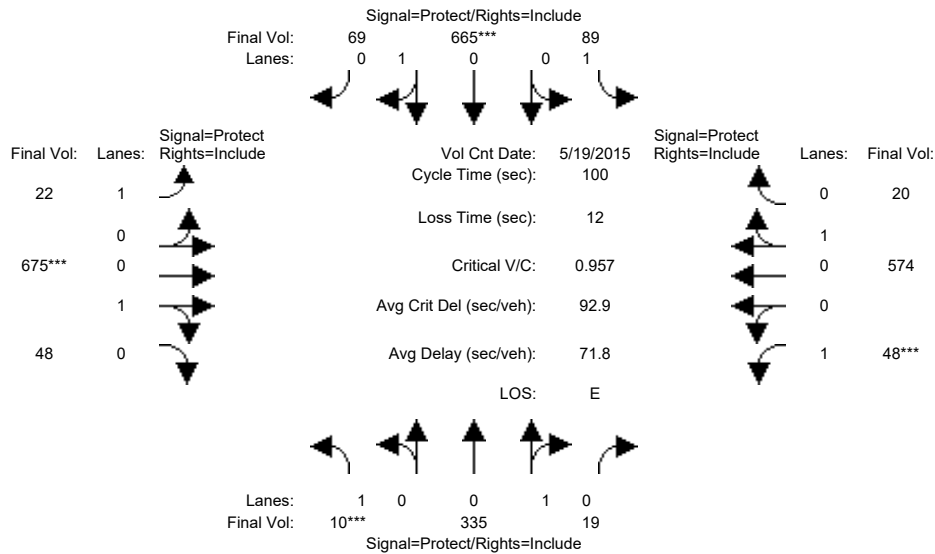 Signal=Protect/Rights=Include
Final Vol: 69 665*** 89
Lanes: 0 1 0 0 1
Signal=Protect
Final Vol: Lanes: Rights=Include
Vol Cnt Date: 5/19/2015
Signal=Protect
Rights=Include Lanes: Final Vol:
Cycle Time (sec): 100
22 1
0 20
Loss Time (sec): 12
0
1
675*** 0
Critical V/C: 0.957
0 574
1
Avg Crit Del (sec/veh): 92.9
0
48 0
Avg Delay (sec/veh): 71.8
1 48***
LOS: E
Lanes: 1 0 0 1 0
Final Vol: 10*** 335 19
Signal=Protect/Rights=Include